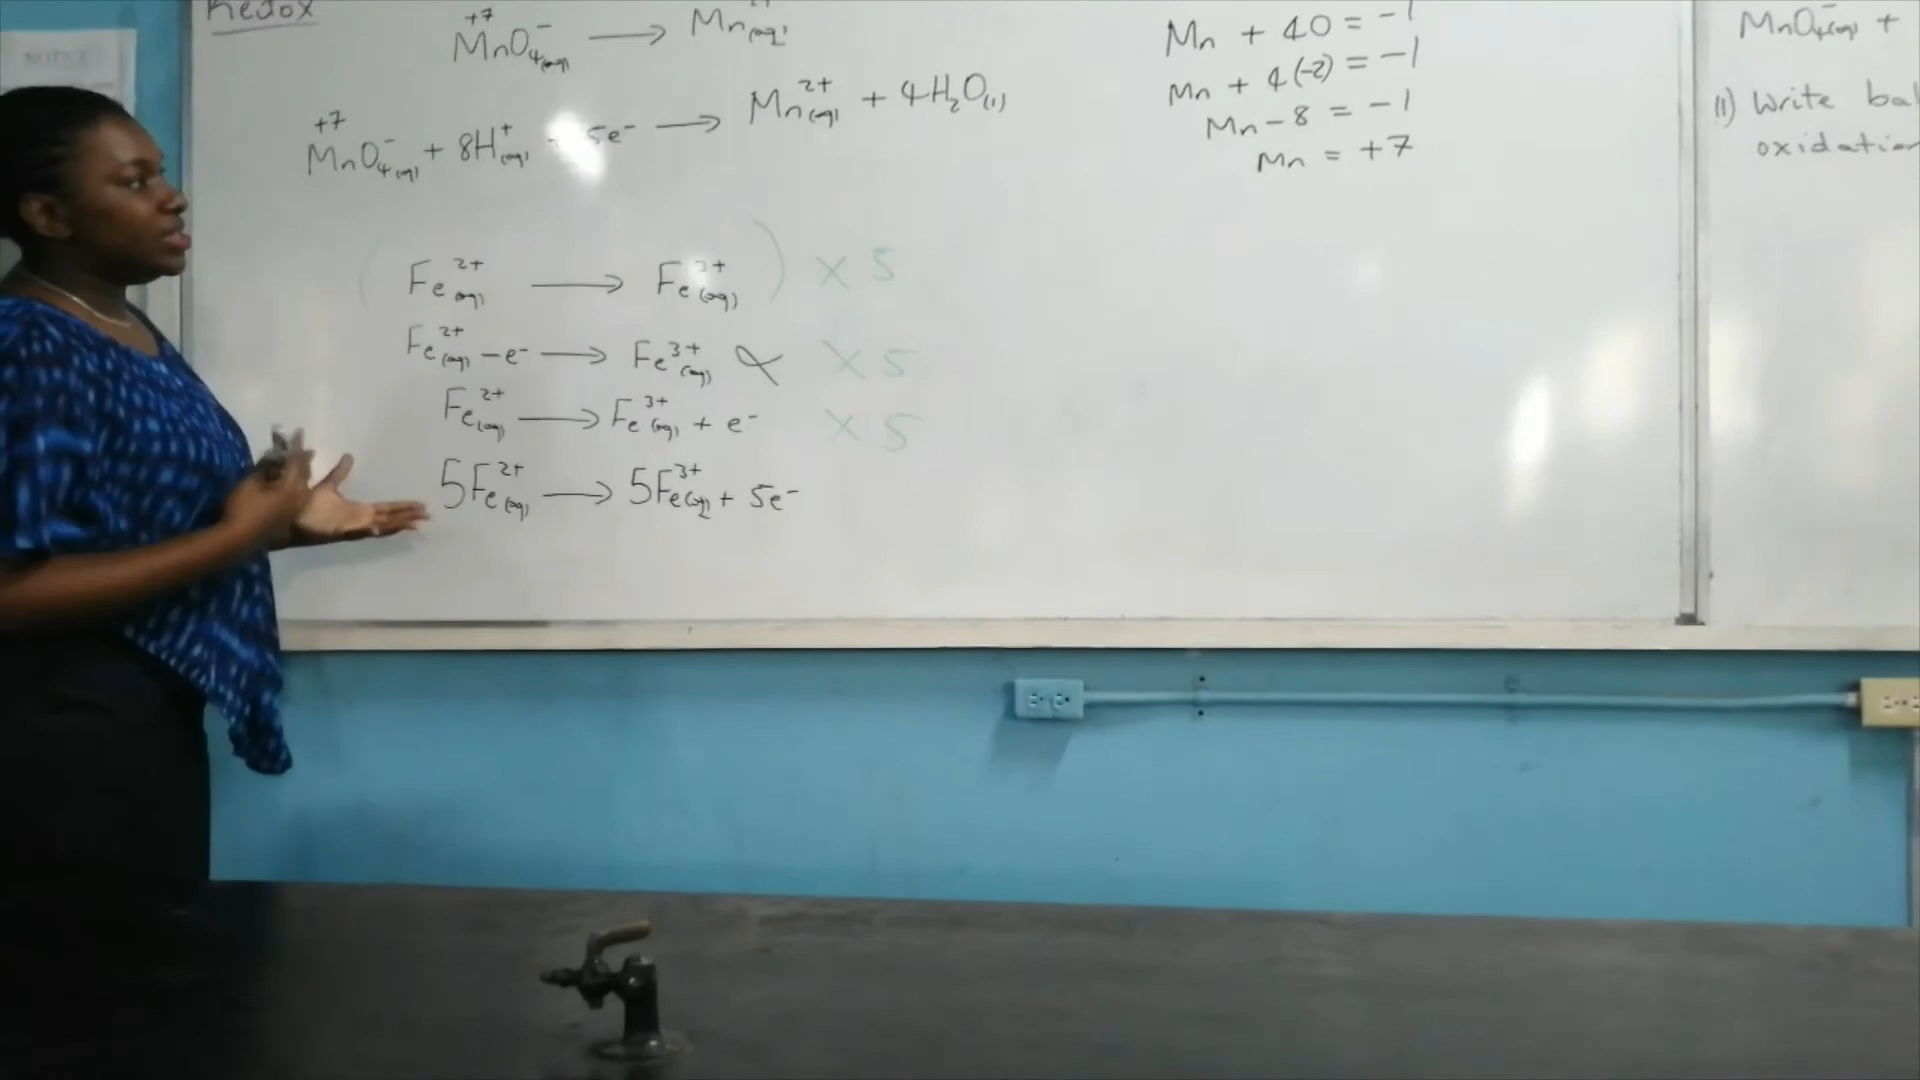 NOTICE
Redox
+7
MnO₄⁻(aq) → Mn(aq)
+7
MnO₄⁻(aq) + 8H⁺(aq) 5e⁻ → Mn²⁺(aq) + 4H₂O(l)
(Fe²⁺(aq) → Fe³⁺(aq)) × 5
Fe²⁺(aq) - e⁻ → Fe³⁺(aq) × 5
Fe²⁺(aq) → Fe³⁺(aq) + e⁻ × 5
5Fe²⁺(aq) → 5Fe³⁺(aq) + 5e⁻
Mn + 4O = -1
Mn + 4(-2) = -1
Mn - 8 = -1
Mn = +7
MnO₄⁻(aq) +
(ii) Write bal
oxidation